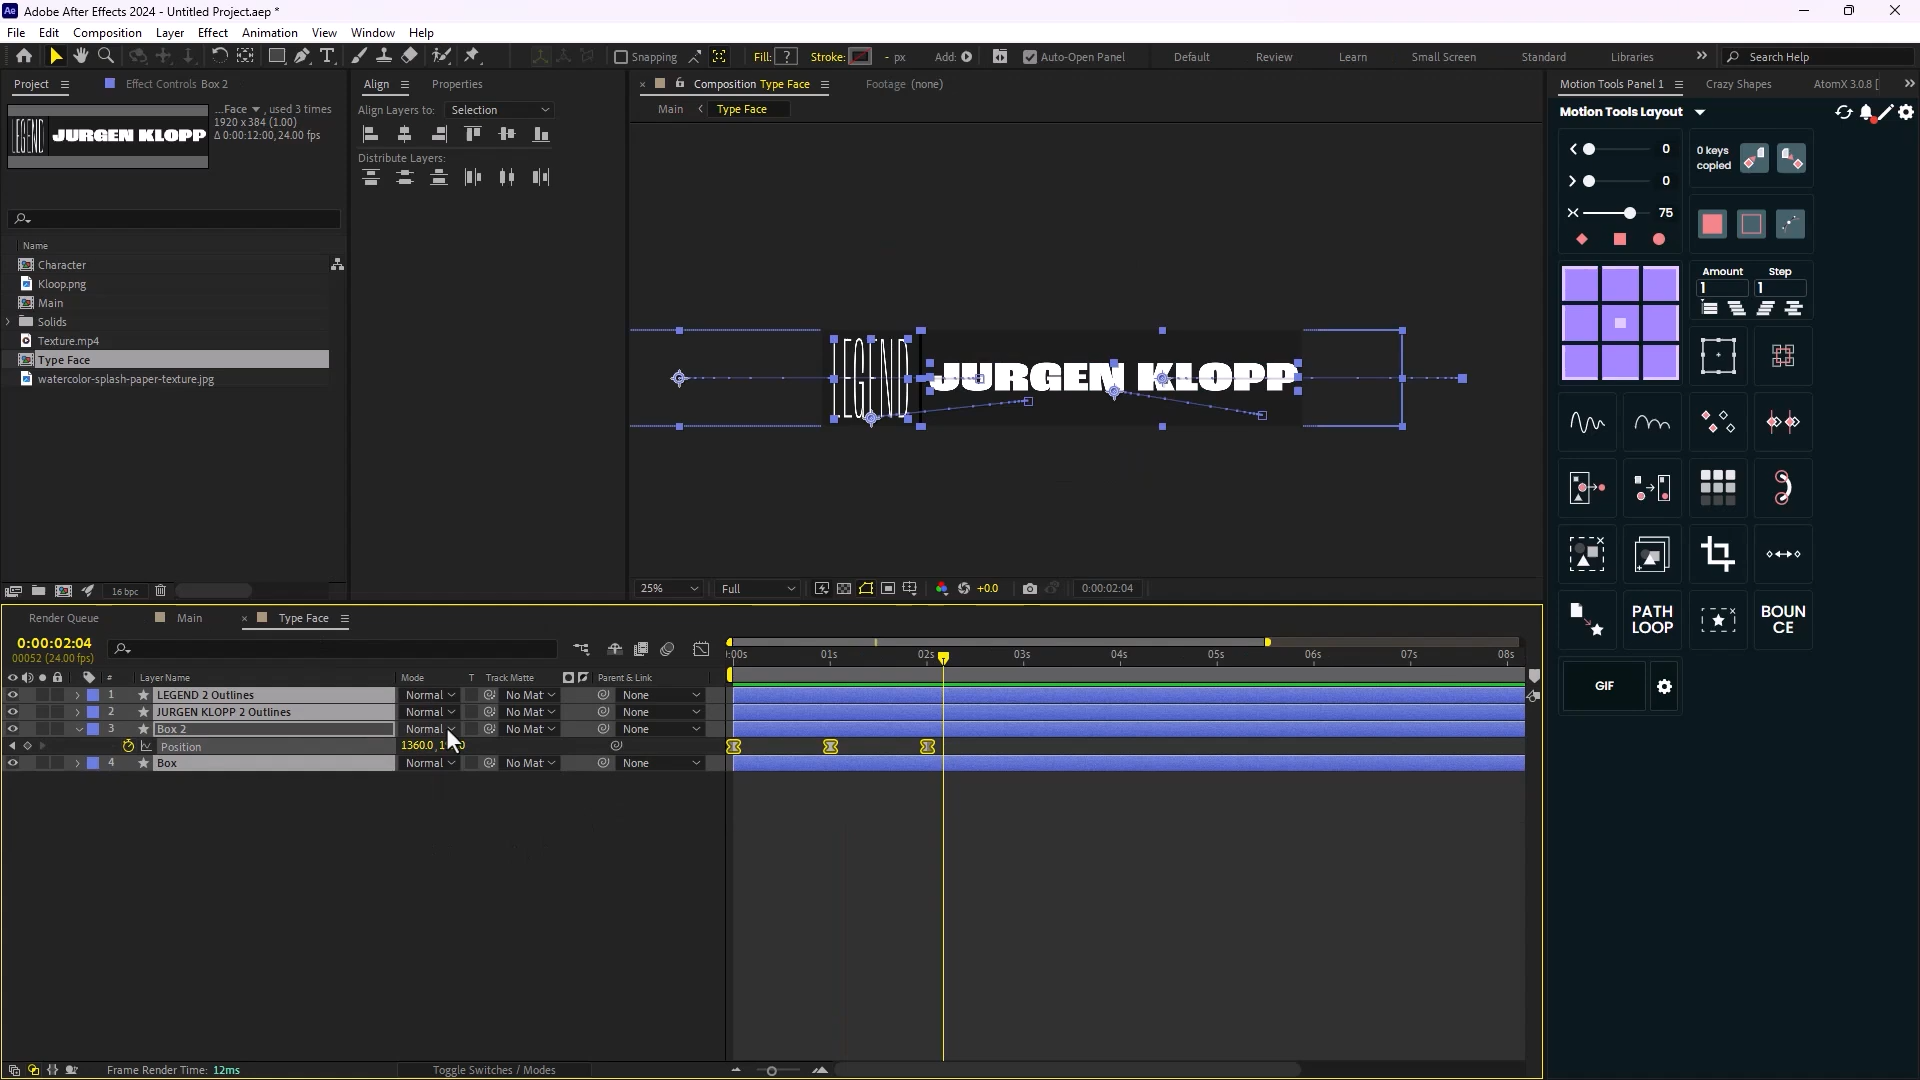 Adobe After Effects 2024 - Untitled Project.aep *
File Edit Composition Layer Effect Animation View Window Help
Snapping Fill: ? Stroke: - px Add: Auto-Open Panel Default Review Learn Small Screen Standard Libraries Search Help
Project Effect Controls Box 2 Align Properties Composition Type Face Footage (none) Motion Tools Panel 1 Crazy Shapes AtomX 3.0.8 [
...Face , used 3 times
1920 x 384 (1.00)
Δ 0:00:12:00, 24.00 fps
LEGEND JURGEN KLOPP
Align Layers to: Selection
Distribute Layers:
Main Type Face
Motion Tools Layout
0
0 keys copied
0
75
Amount Step
1 1
Name
Character
Kloop.png
Main
Solids
Texture.mp4
Type Face
watercolor-splash-paper-texture.jpg
LEGEND JURGEN KLOPP
16 bpc
25% Full +0.0 0:00:02:04
PATH LOOP
BOUN CE
GIF
Render Queue Main Type Face
0:00:02:04
00052 (24.00 fps)
:00s 01s 02s 03s 04s 05s 06s 07s 08s
# Layer Name Mode T Track Matte Parent & Link
1 LEGEND 2 Outlines Normal No Mat None
2 JURGEN KLOPP 2 Outlines Normal No Mat None
3 Box 2 Normal No Mat None
Position 1360.0
4 Box Normal No Mat None
Frame Render Time: 12ms Toggle Switches / Modes